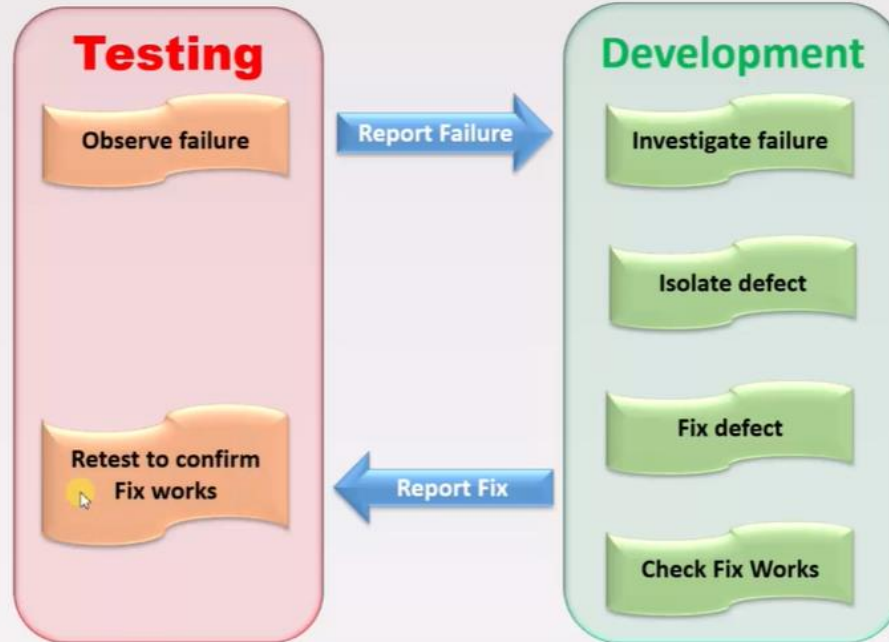 Testing
Observe failure
Retest to confirm
Fix works
Report Failure
Report Fix
Development
Investigate failure
Isolate defect
Fix defect
Check Fix Works